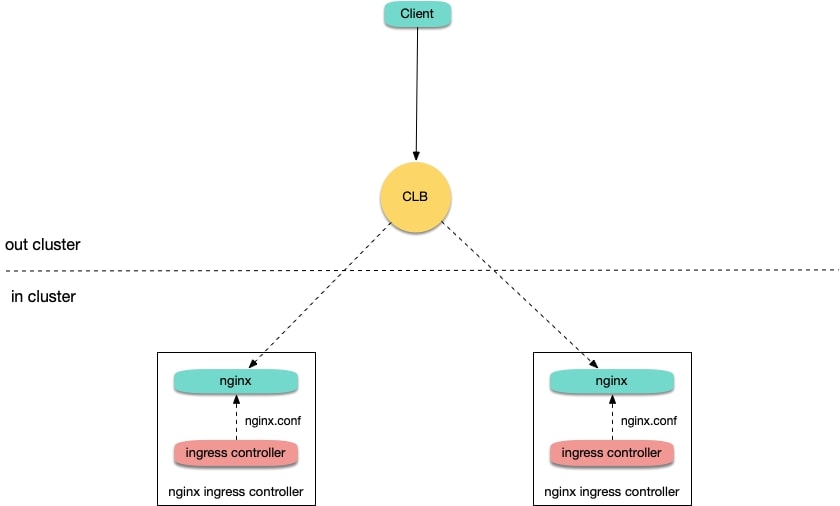 Client
CLB
out cluster
in cluster
nginx
nginx
nginx.conf
nginx.conf
ingress controller
ingress controller
nginx ingress controller
nginx ingress controller